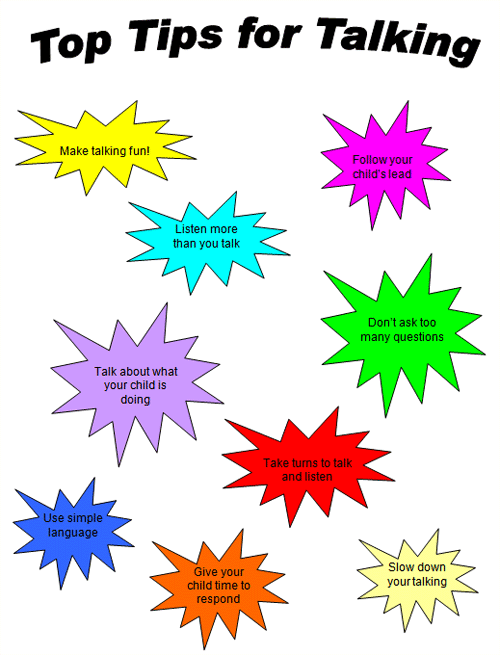 Top Tips for Talking
Make talking fun!
Follow your
child's lead
Listen more
than you talk
Don't ask too
many questions
Talk about what
your child is
doing
Take turns to talk
and listen
Use simple
language
Give your
child time to
respond
Slow down
your talking